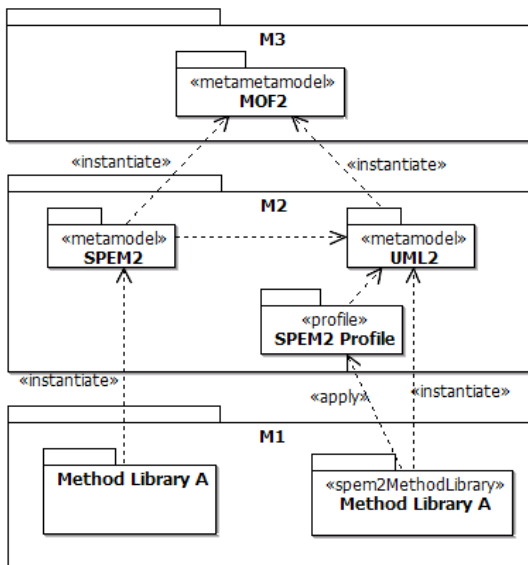 M3
«metametamodel»
MOF2
«instantiate»
«instantiate»
M2
«metamodel»
SPEM2
«metamodel»
UML2
«profile»
SPEM2 Profile
«instantiate»
«apply»
«instantiate»
M1
Method Library A
«spem2MethodLibrary»
Method Library A